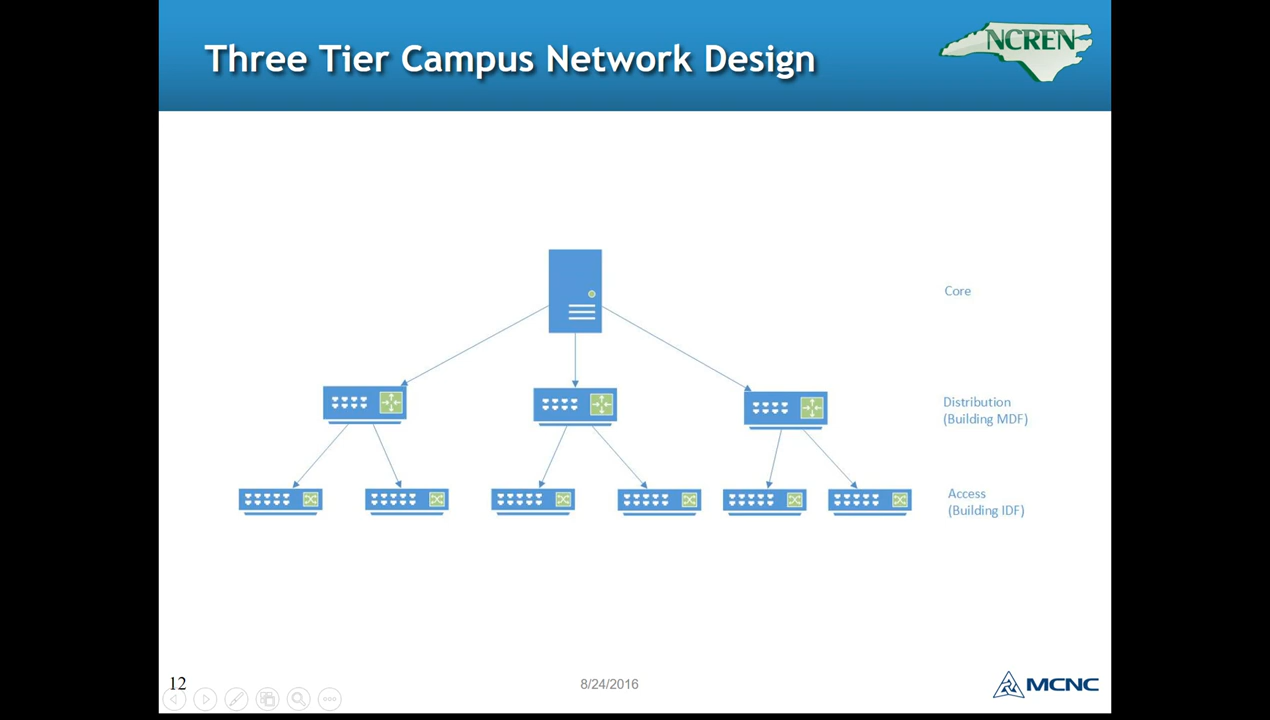 Three Tier Campus Network Design
NCREN
Core
Distribution
(Building MDF)
Access
(Building IDF)
12
8/24/2016
MCNC